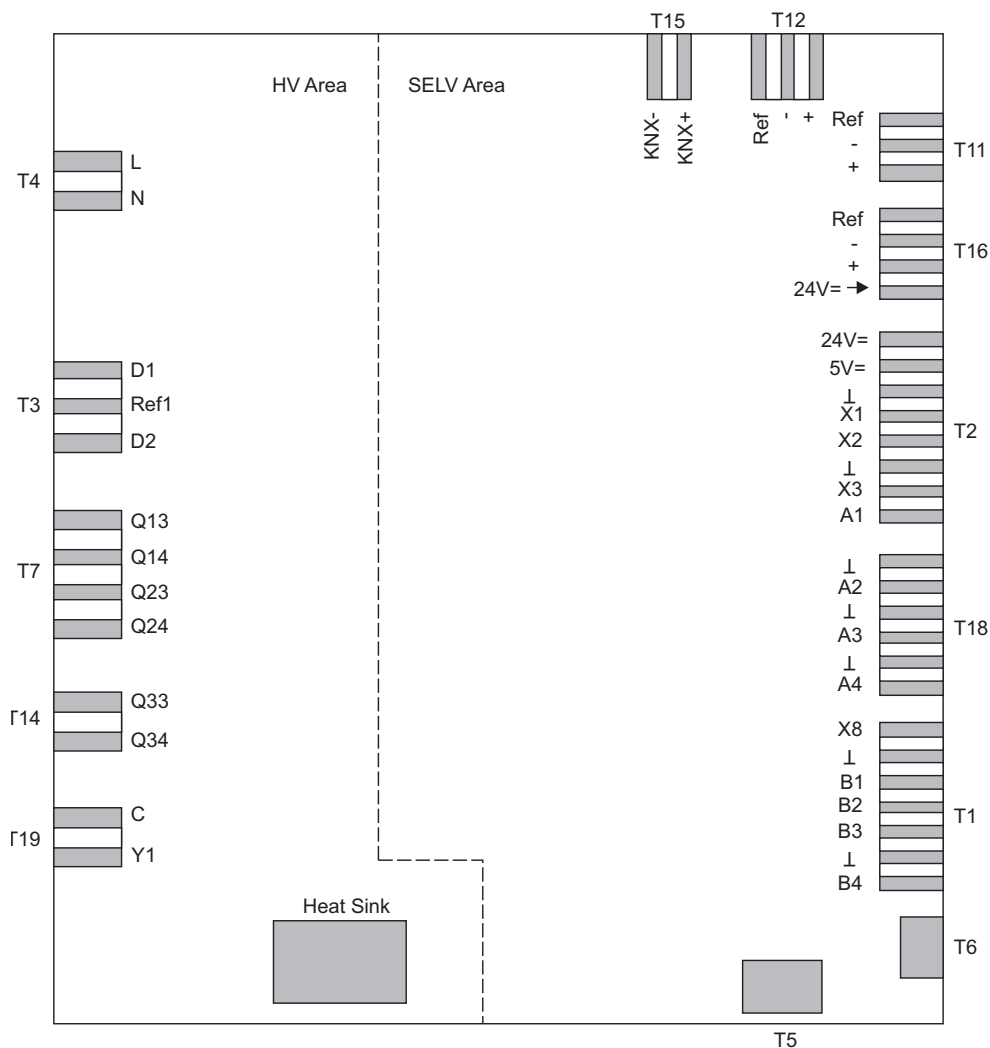 T15
T12
HV Area
SELV Area
KNX-
KNX+
Ref
-
+
Ref
-
+
T11
T4
L
N
Ref
-
+
24V=
T16
T3
D1
Ref1
D2
24V=
5V=
⊥
X1
X2
⊥
X3
A1
T2
T7
Q13
Q14
Q23
Q24
⊥
A2
⊥
A3
⊥
A4
T18
T14
Q33
Q34
X8
⊥
B1
B2
B3
⊥
B4
T1
T19
C
Y1
Heat Sink
T6
T5